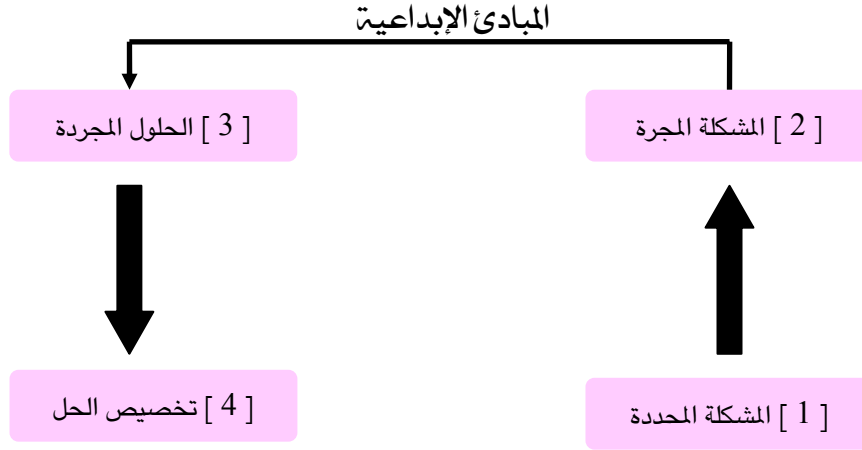 المبادئ الإبداعية
[ 2 ] المشكلة المجرة
[ 3 ] الحلول المجردة
[ 1 ] المشكلة المحددة
[ 4 ] تخصيص الحل